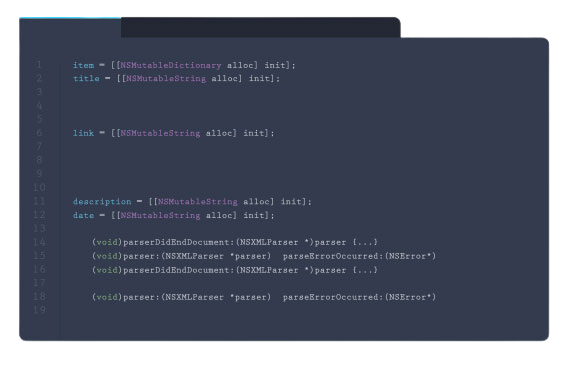 1 item = [[NSMutableDictionary alloc] init];
2 title = [[NSMutableString alloc] init];
3
4
5
6 link = [[NSMutableString alloc] init];
7
8
9
10
11 description = [[NSMutableString alloc] init];
12 date = [[NSMutableString alloc] init];
13
14 (void)parserDidEndDocument:(NSXMLParser *)parser {...}
15 (void)parser:(NSXMLParser *parser) parseErrorOccurred:(NSError*)
16 (void)parserDidEndDocument:(NSXMLParser *)parser {...}
17
18 (void)parser:(NSXMLParser *parser) parseErrorOccurred:(NSError*)
19